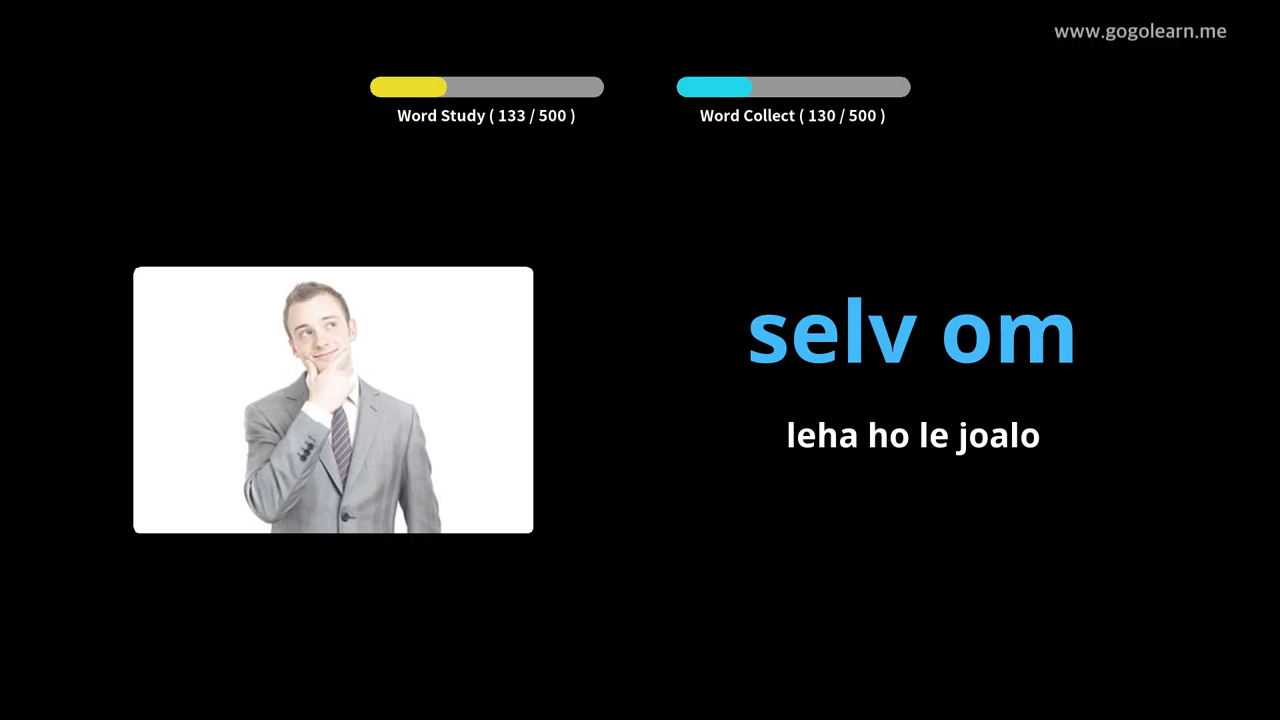 www.gogolearn.me
Word Study ( 133 / 500 )
Word Collect ( 130 / 500 )
selv om
leha ho le joalo